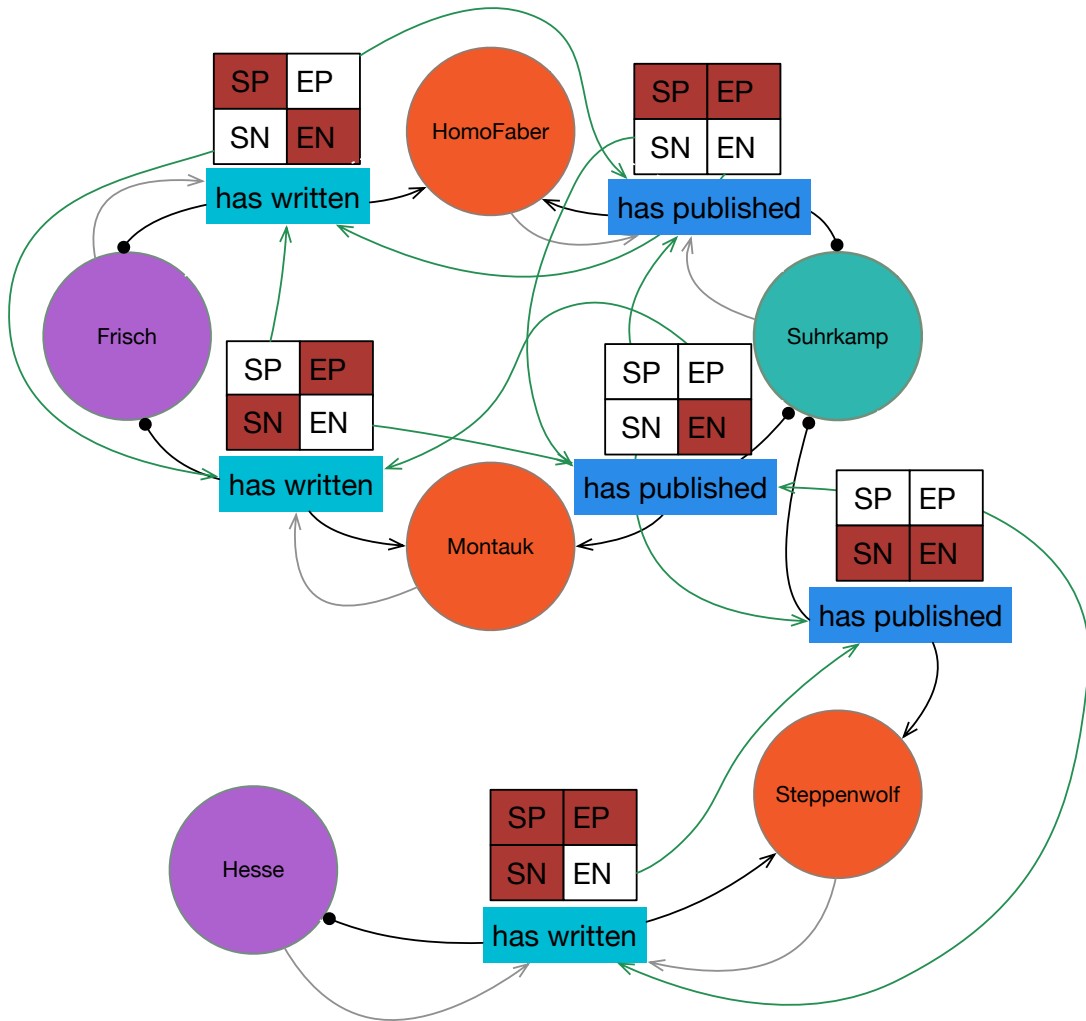 SP EP
SN EN
has written
HomoFaber
SP EP
SN EN
has published
Frisch
Suhrkamp
SP EP
SN EN
has written
SP EP
SN EN
has published
Montauk
SP EP
SN EN
has published
Steppenwolf
Hesse
SP EP
SN EN
has written